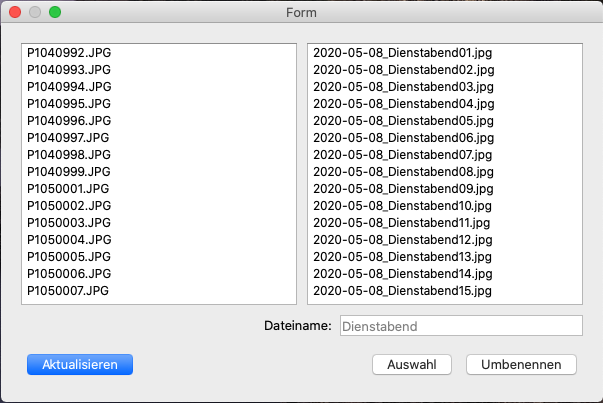 Form
P1040992.JPG
P1040993.JPG
P1040994.JPG
P1040995.JPG
P1040996.JPG
P1040997.JPG
P1040998.JPG
P1040999.JPG
P1050001.JPG
P1050002.JPG
P1050003.JPG
P1050004.JPG
P1050005.JPG
P1050006.JPG
P1050007.JPG
2020-05-08_Dienstabend01.jpg
2020-05-08_Dienstabend02.jpg
2020-05-08_Dienstabend03.jpg
2020-05-08_Dienstabend04.jpg
2020-05-08_Dienstabend05.jpg
2020-05-08_Dienstabend06.jpg
2020-05-08_Dienstabend07.jpg
2020-05-08_Dienstabend08.jpg
2020-05-08_Dienstabend09.jpg
2020-05-08_Dienstabend10.jpg
2020-05-08_Dienstabend11.jpg
2020-05-08_Dienstabend12.jpg
2020-05-08_Dienstabend13.jpg
2020-05-08_Dienstabend14.jpg
2020-05-08_Dienstabend15.jpg
Dateiname: Dienstabend
Aktualisieren Auswahl Umbenennen